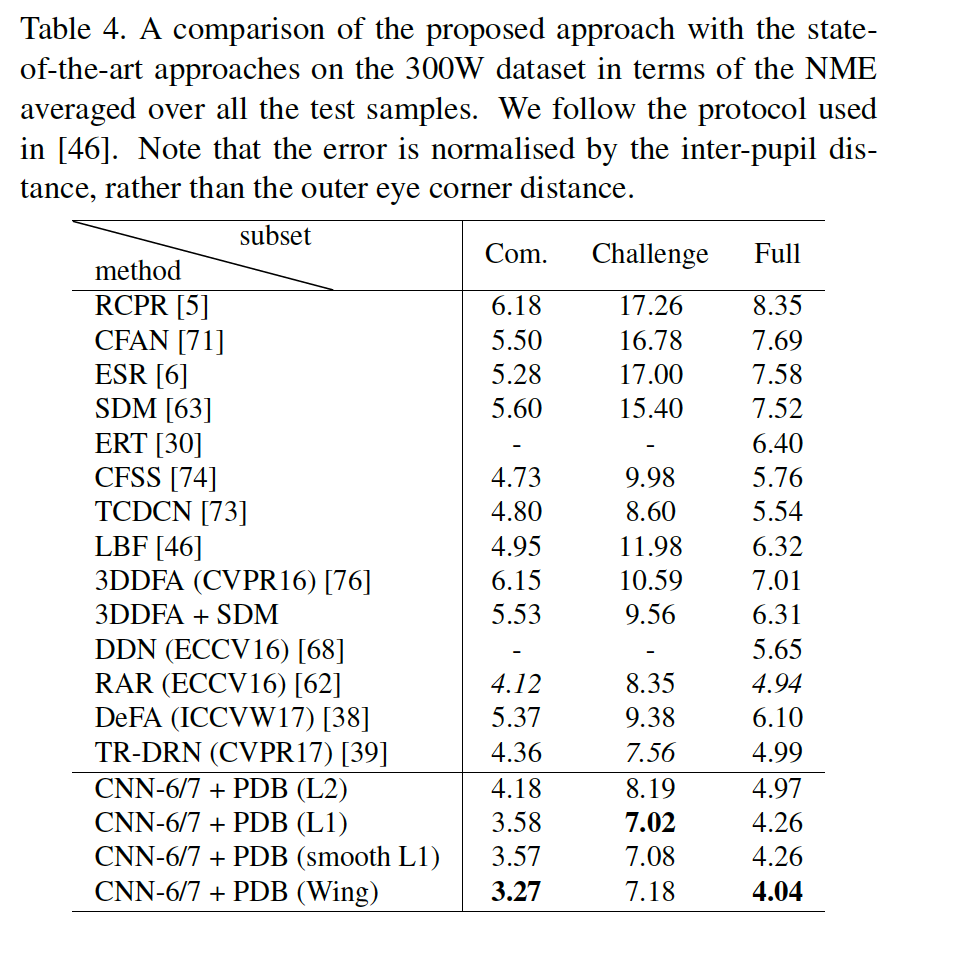 Table 4. A comparison of the proposed approach with the state-
of-the-art approaches on the 300W dataset in terms of the NME
averaged over all the test samples. We follow the protocol used
in [46]. Note that the error is normalised by the inter-pupil dis-
tance, rather than the outer eye corner distance.
subset
method Com. Challenge Full
RCPR [5] 6.18 17.26 8.35
CFAN [71] 5.50 16.78 7.69
ESR [6] 5.28 17.00 7.58
SDM [63] 5.60 15.40 7.52
ERT [30] - - 6.40
CFSS [74] 4.73 9.98 5.76
TCDCN [73] 4.80 8.60 5.54
LBF [46] 4.95 11.98 6.32
3DDFA (CVPR16) [76] 6.15 10.59 7.01
3DDFA + SDM 5.53 9.56 6.31
DDN (ECCV16) [68] - - 5.65
RAR (ECCV16) [62] 4.12 8.35 4.94
DeFA (ICCVW17) [38] 5.37 9.38 6.10
TR-DRN (CVPR17) [39] 4.36 7.56 4.99
CNN-6/7 + PDB (L2) 4.18 8.19 4.97
CNN-6/7 + PDB (L1) 3.58 7.02 4.26
CNN-6/7 + PDB (smooth L1) 3.57 7.08 4.26
CNN-6/7 + PDB (Wing) 3.27 7.18 4.04